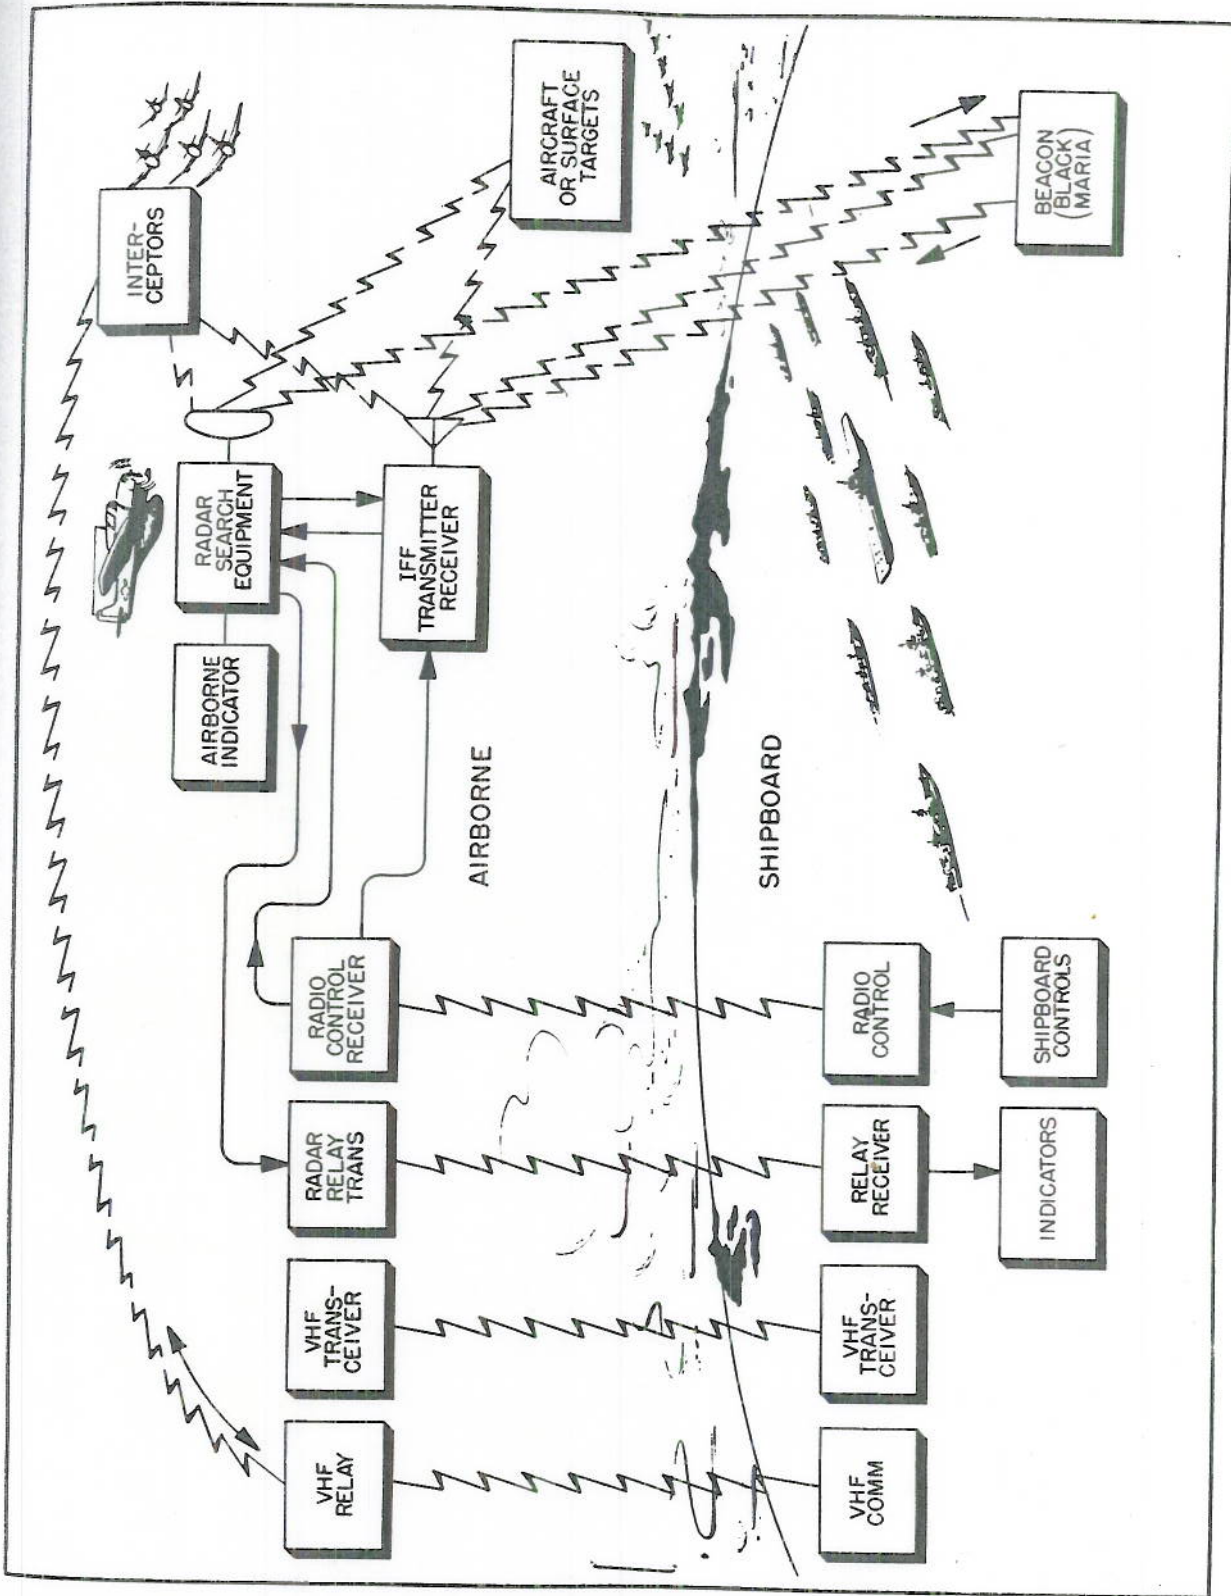 INTER-
CEPTORS
AIRCRAFT
OR SURFACE
TARGETS
BEACON
(BLACK
MARIA)
RADAR
SEARCH
EQUIPMENT
IFF
TRANSMITTER
RECEIVER
AIRBORNE
INDICATOR
AIRBORNE
SHIPBOARD
RADIO
CONTROL
RECEIVER
RADIO
CONTROL
SHIPBOARD
CONTROLS
RADAR
RELAY
TRANS
RELAY
RECEIVER
INDICATORS
VHF
TRANS-
CEIVER
VHF
TRANS-
CEIVER
VHF
RELAY
VHF
COMM